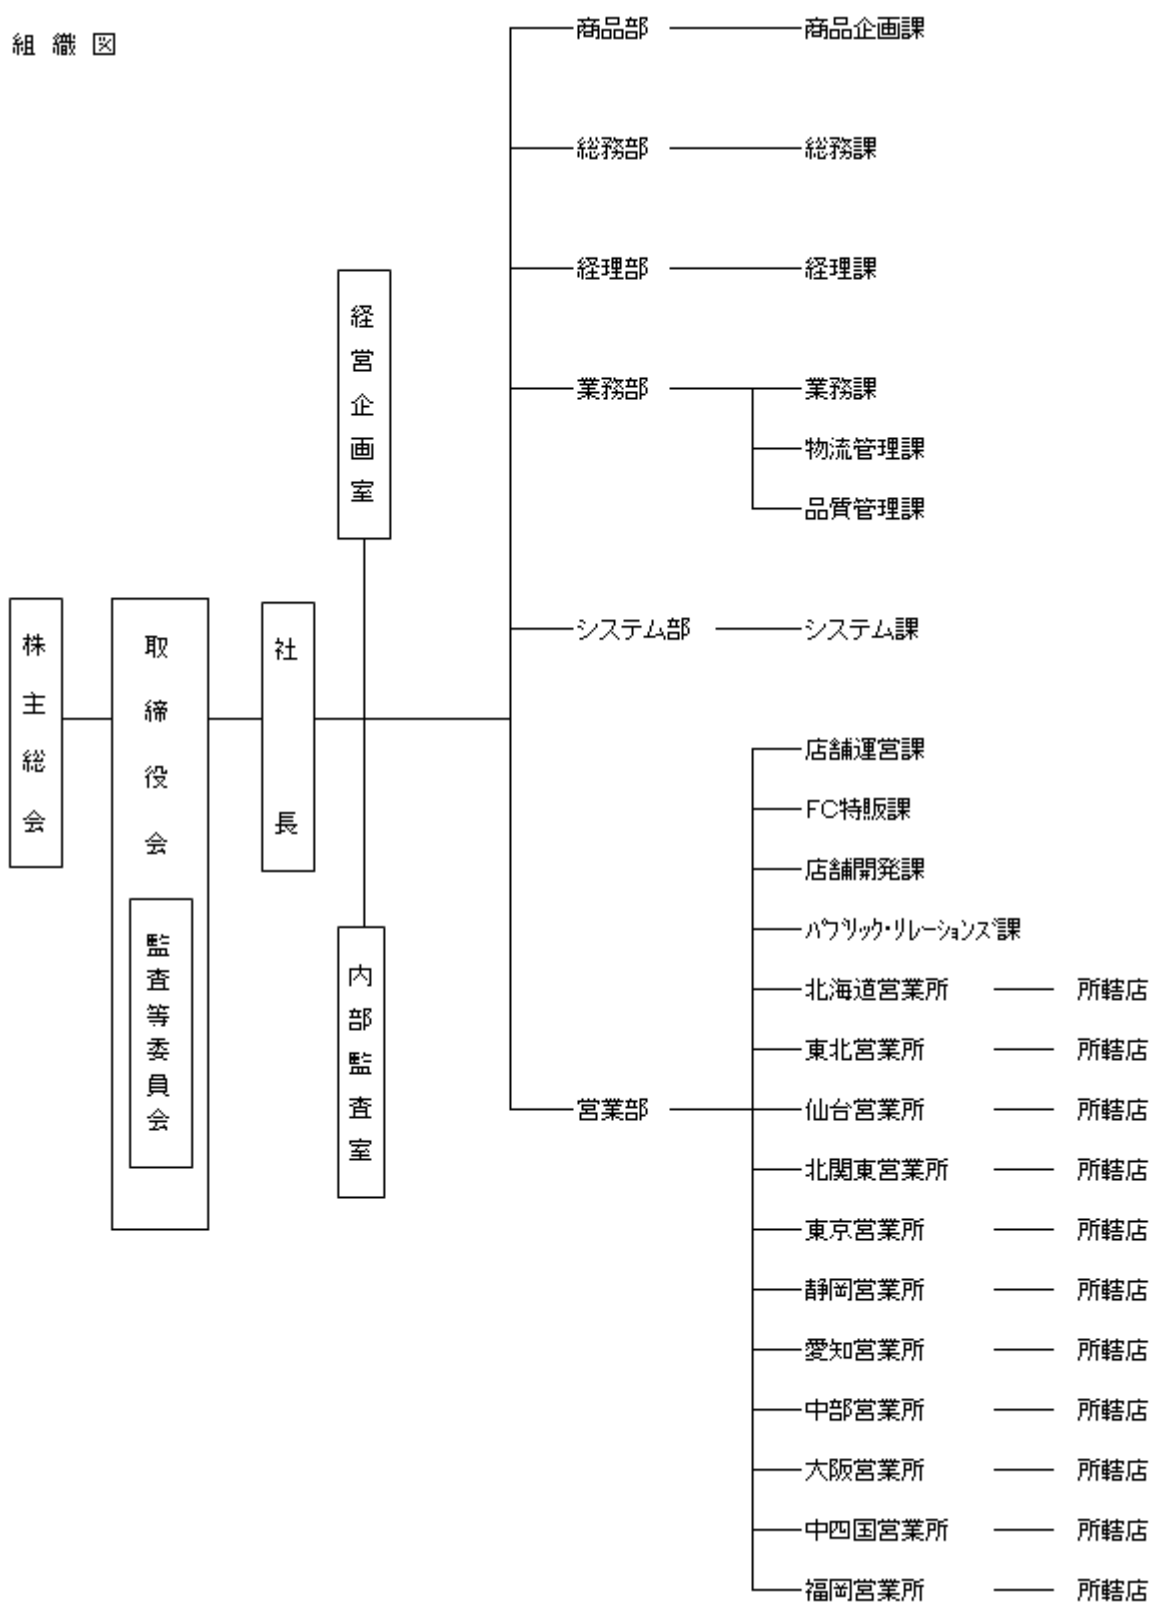 組織図
株主総会
取締役会
監査等委員会
社長
経営企画室
内部監査室
商品部 商品企画課
総務部 総務課
経理部 経理課
業務部 業務課
物流管理課
品質管理課
システム部 システム課
営業部
店舗運営課
FC特販課
店舗開発課
ﾊﾟﾌﾞﾘｯｸ・ﾘﾚｰｼｮﾝｽﾞ課
北海道営業所 所轄店
東北営業所 所轄店
仙台営業所 所轄店
北関東営業所 所轄店
東京営業所 所轄店
静岡営業所 所轄店
愛知営業所 所轄店
中部営業所 所轄店
大阪営業所 所轄店
中四国営業所 所轄店
福岡営業所 所轄店